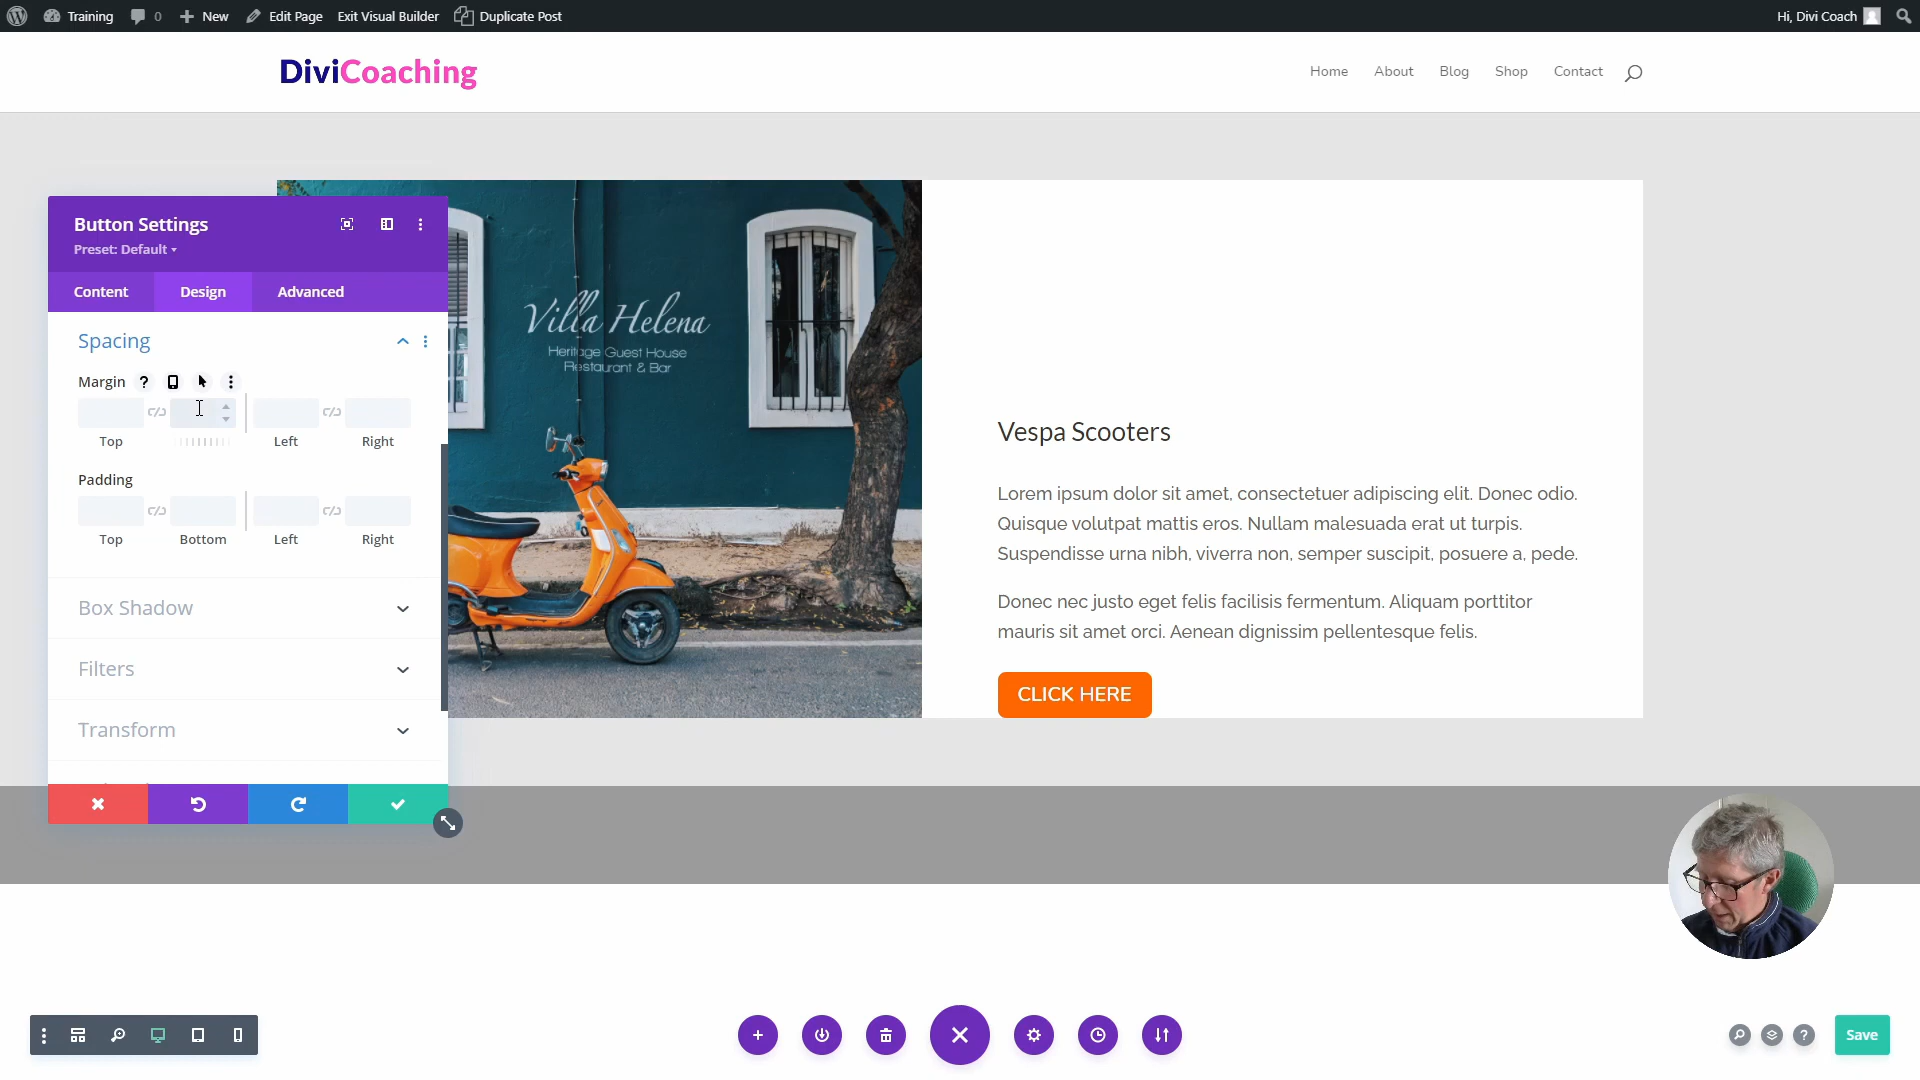 Training
0
New
Edit Page
Exit Visual Builder
Duplicate Post
Hi, Divi Coach
DiviCoaching
Home
About
Blog
Shop
Contact
Button Settings
Preset: Default
Content
Design
Advanced
Spacing
Margin
?
Top
Left
Right
Padding
Top
Bottom
Left
Right
Box Shadow
Filters
Transform
Villa Helena
Heritage Guest House
Restaurant & Bar
Vespa Scooters
Lorem ipsum dolor sit amet, consectetuer adipiscing elit. Donec odio.
Quisque volutpat mattis eros. Nullam malesuada erat ut turpis.
Suspendisse urna nibh, viverra non, semper suscipit, posuere a, pede.
Donec nec justo eget felis facilisis fermentum. Aliquam porttitor
mauris sit amet orci. Aenean dignissim pellentesque felis.
CLICK HERE
?
Save